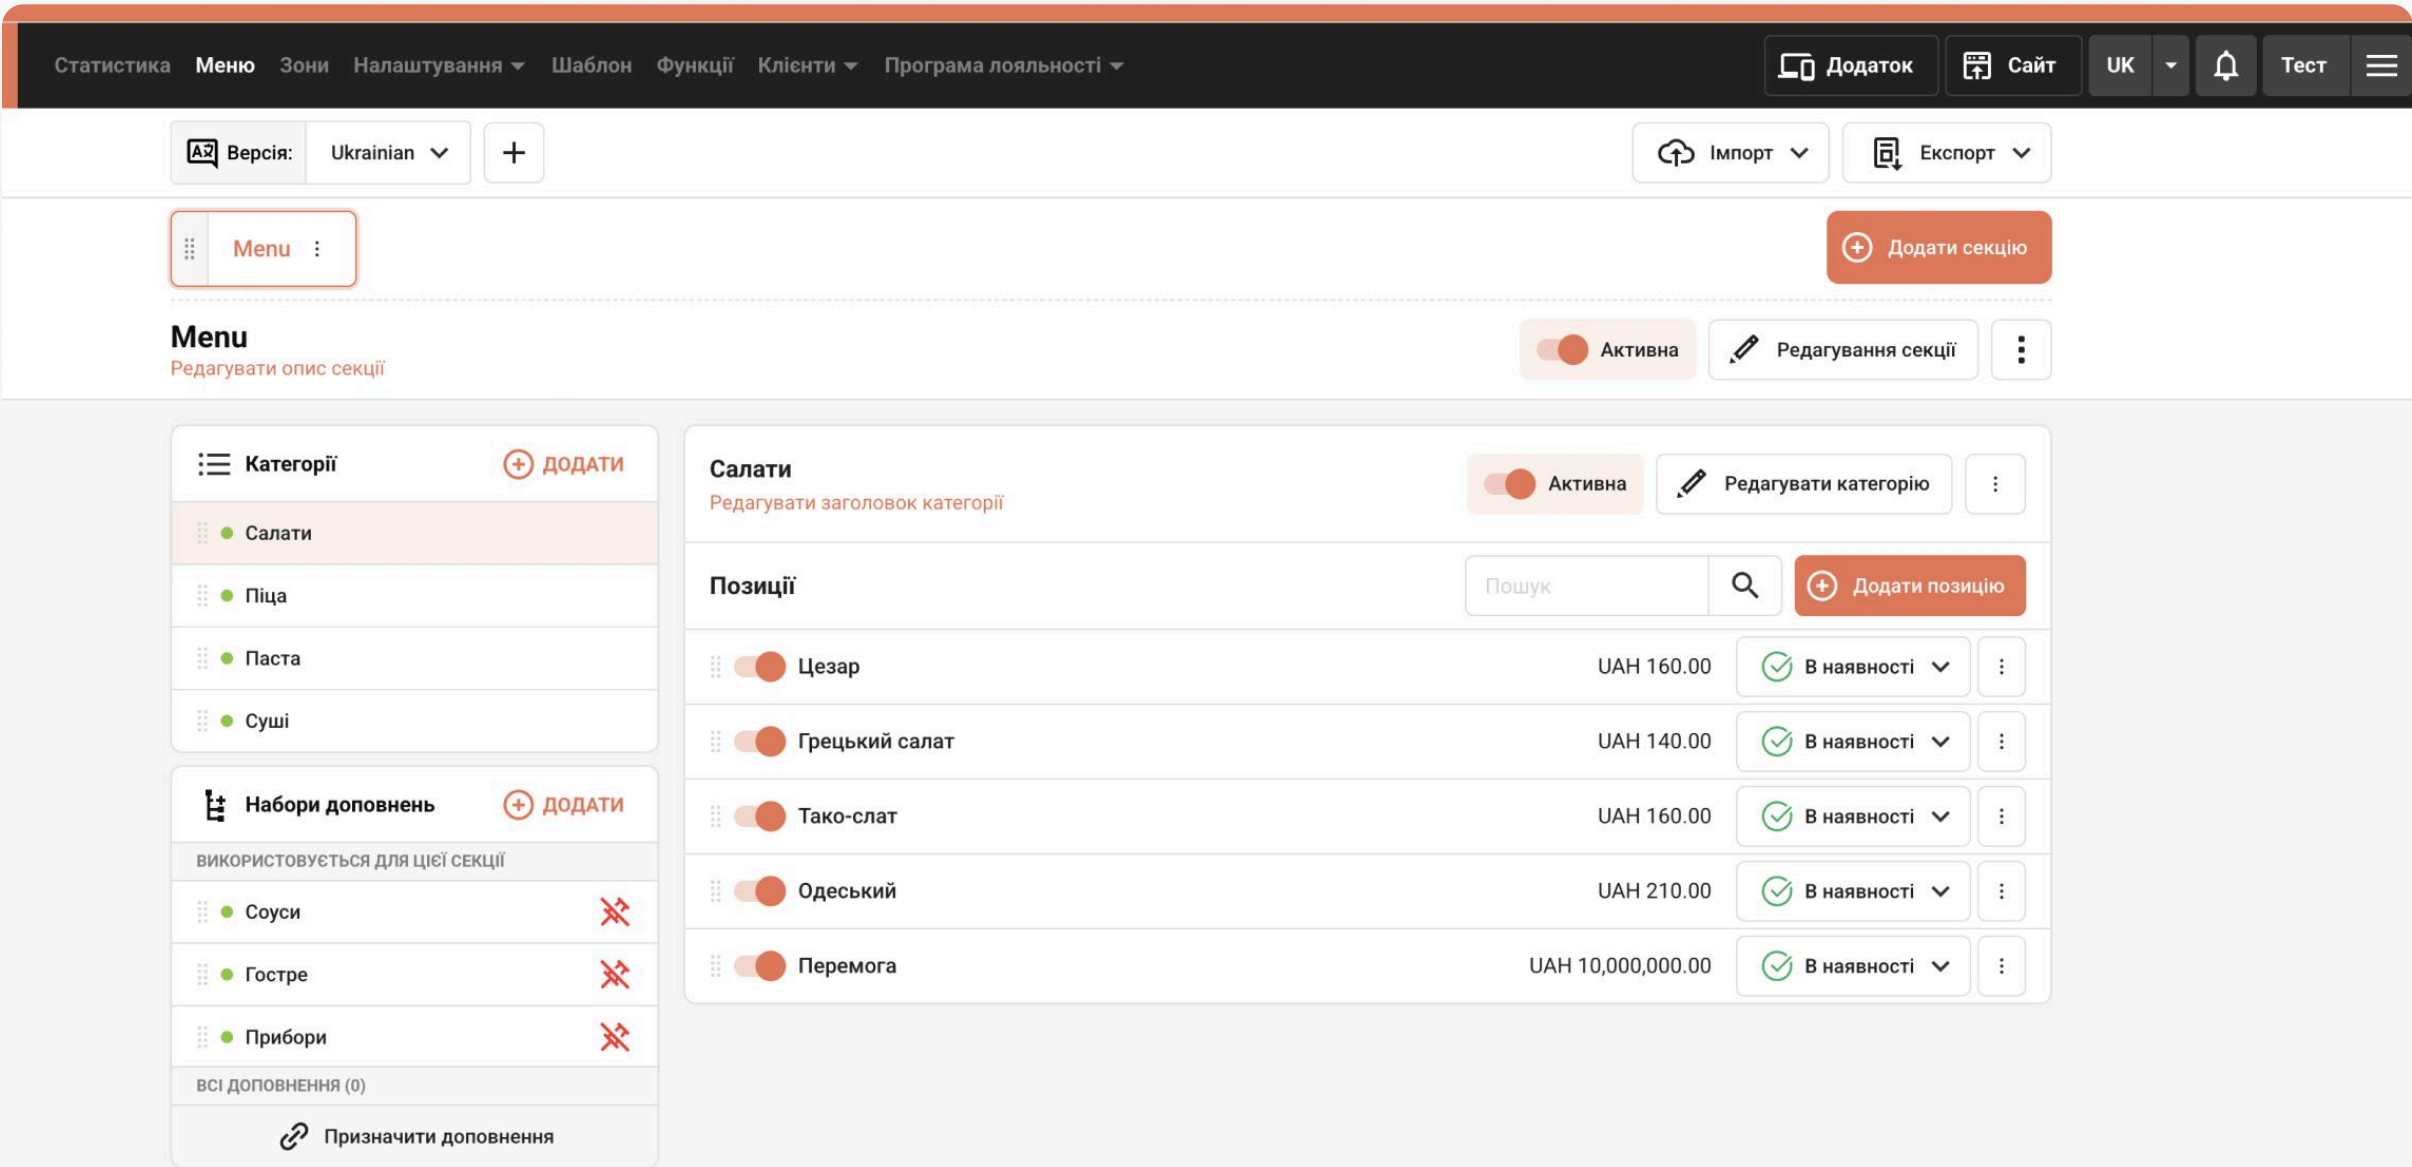 Статистика Меню Зони Налаштування Шаблон Функції Клієнти Програма лояльності Додаток Сайт UK Тест
Версія: Ukrainian Імпорт Експорт
Menu Додати секцію
Menu
Редагувати опис секції
Активна Редагування секції
Категорії ДОДАТИ
Салати
Піца
Паста
Суші
Набори доповнень ДОДАТИ
ВИКОРИСТОВУЄТЬСЯ ДЛЯ ЦІЄЇ СЕКЦІЇ
Соуси
Гостре
Прибори
ВСІ ДОПОВНЕННЯ (0)
Призначити доповнення
Салати
Редагувати заголовок категорії
Активна Редагувати категорію
Позиції Пошук Додати позицію
Цезар UAH 160.00 В наявності
Грецький салат UAH 140.00 В наявності
Тако-слат UAH 160.00 В наявності
Одеський UAH 210.00 В наявності
Перемога UAH 10,000,000.00 В наявності